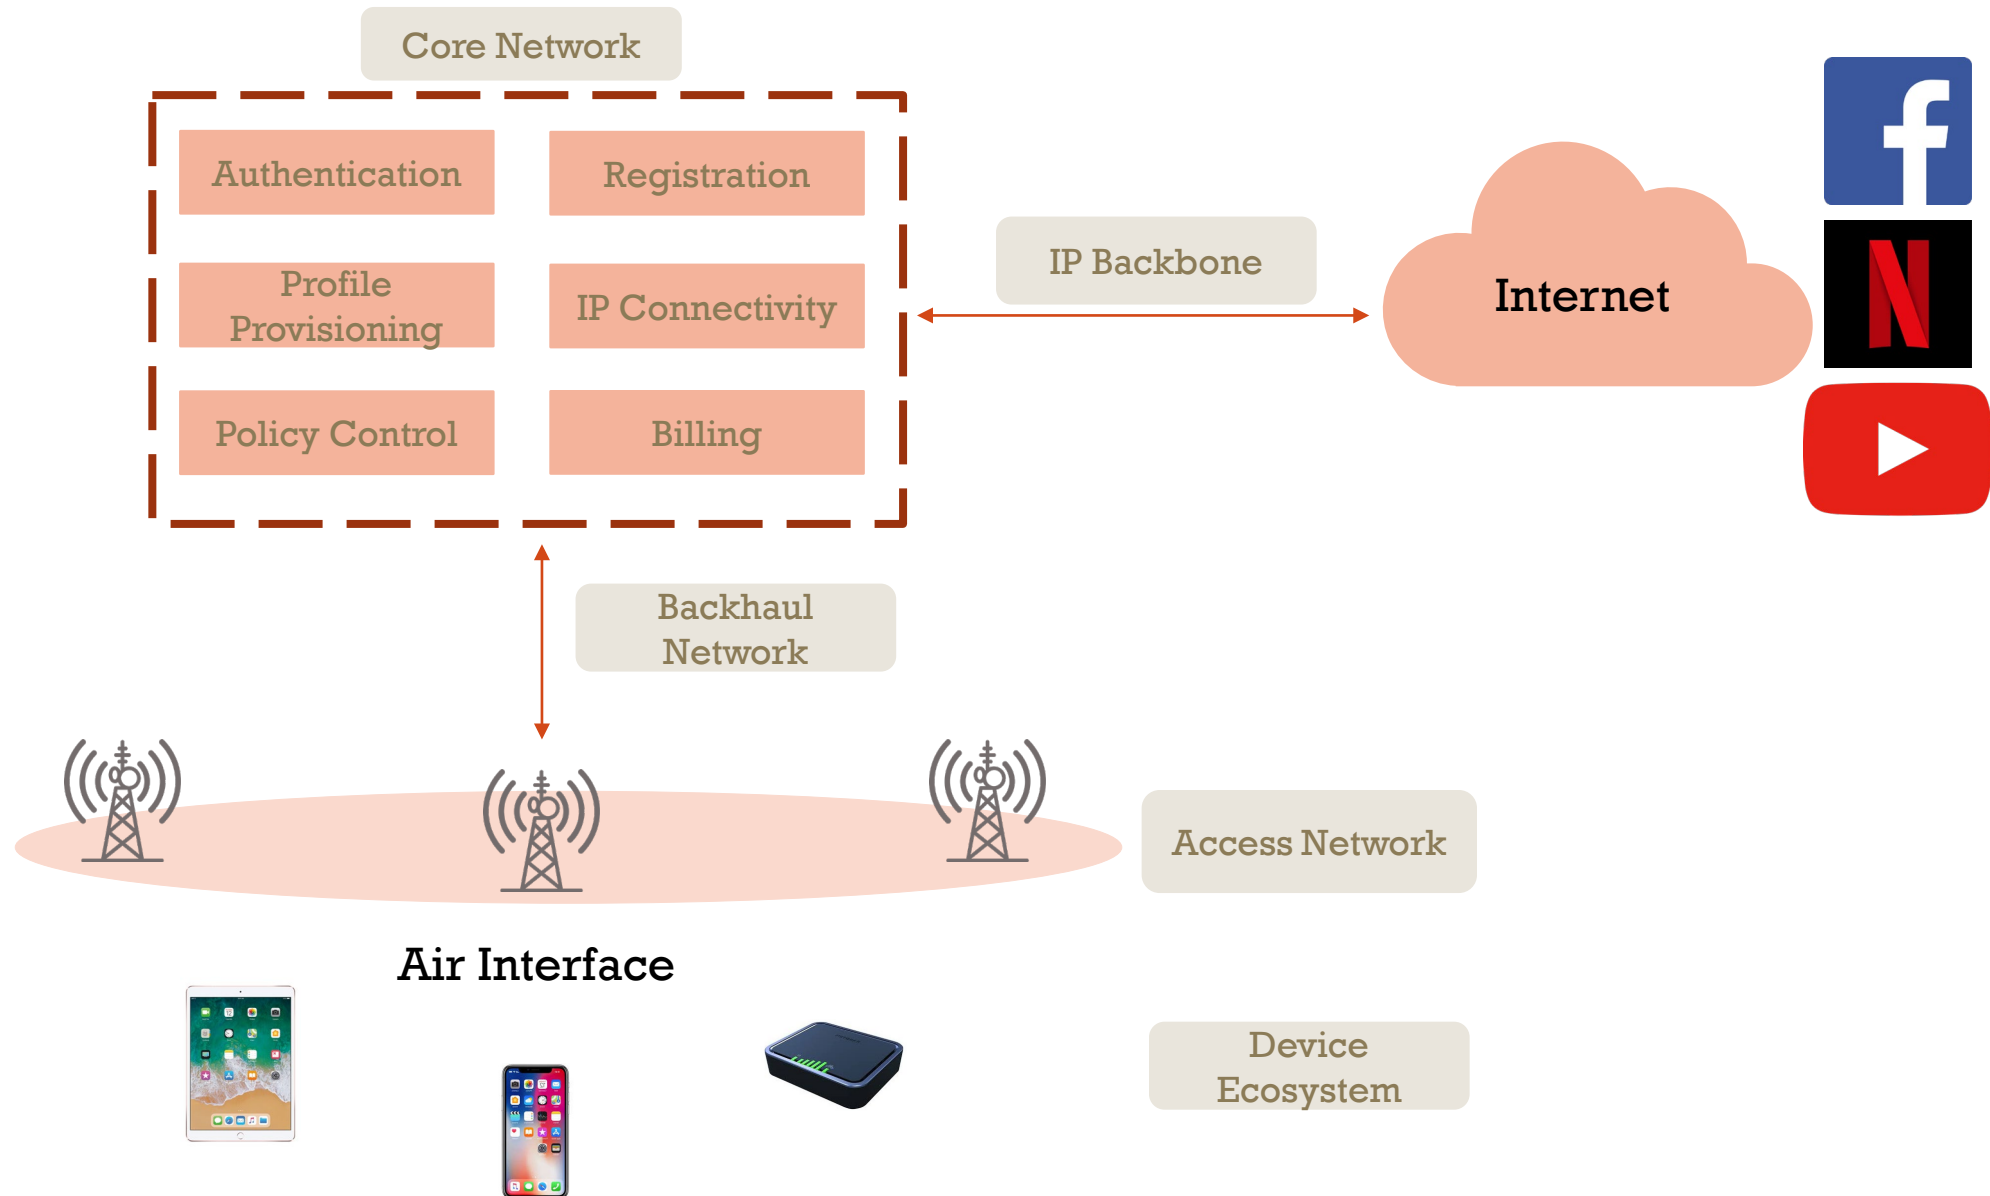 Core Network
Authentication
Registration
Profile
Provisioning
IP Connectivity
Policy Control
Billing
IP Backbone
Internet
f
N
Backhaul
Network
Access Network
Air Interface
Device
Ecosystem